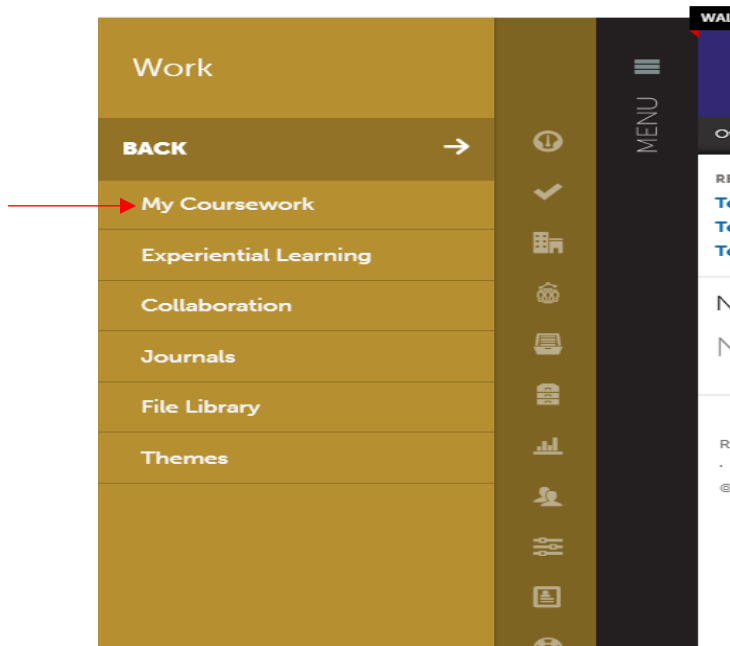 Work
BACK
My Coursework
Experiential Learning
Collaboration
Journals
File Library
Themes
MENU